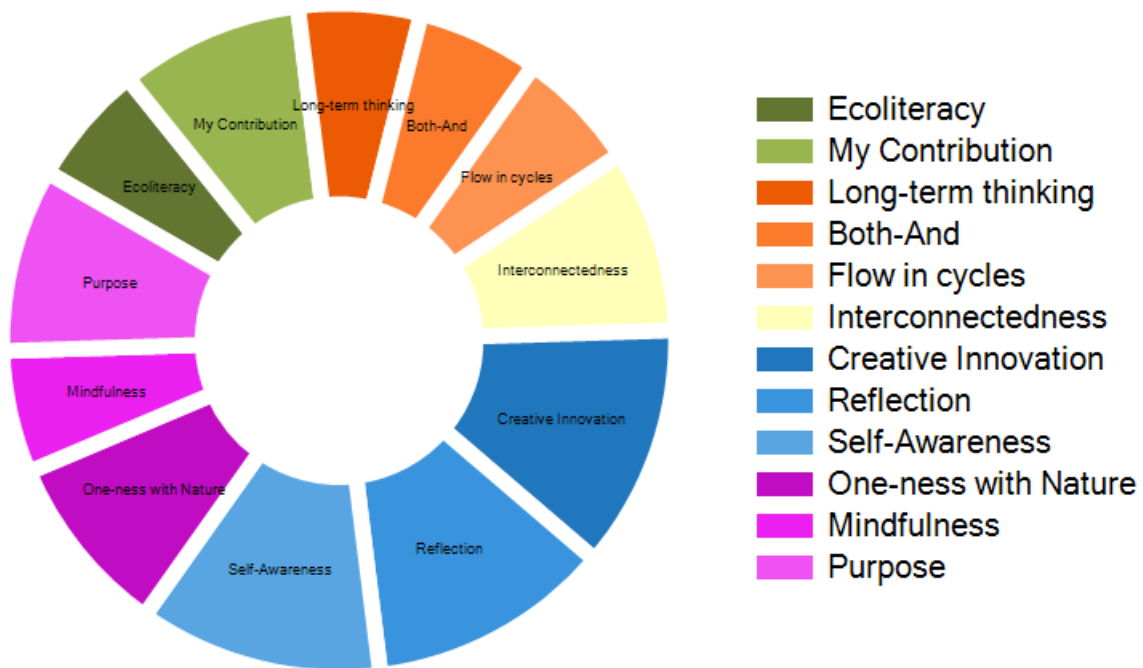 Long-term thinking
My Contribution
Both-And
Flow in cycles
Ecoliteracy
Interconnectedness
Purpose
Mindfulness
Creative Innovation
One-ness with Nature
Reflection
Self-Awareness
Ecoliteracy
My Contribution
Long-term thinking
Both-And
Flow in cycles
Interconnectedness
Creative Innovation
Reflection
Self-Awareness
One-ness with Nature
Mindfulness
Purpose